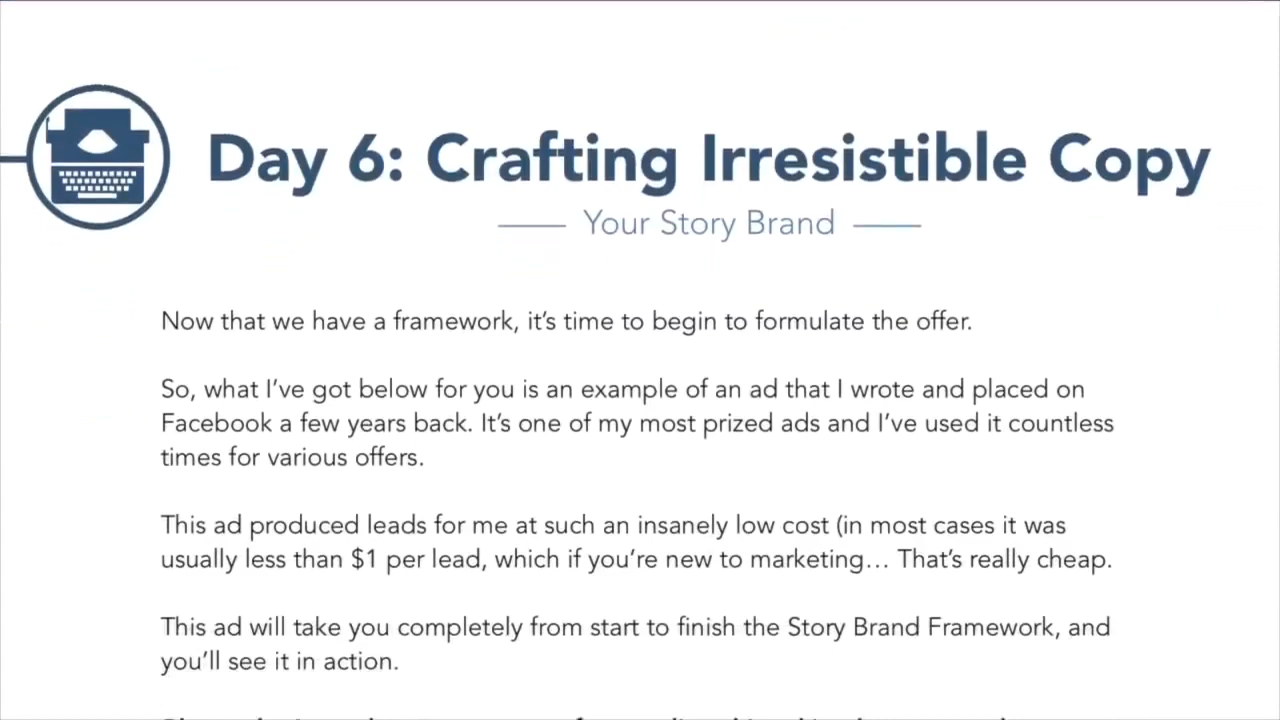 Day 6: Crafting Irresistible Copy
Your Story Brand
Now that we have a framework, it’s time to begin to formulate the offer.
So, what I’ve got below for you is an example of an ad that I wrote and placed on
Facebook a few years back. It’s one of my most prized ads and I’ve used it countless
times for various offers.
This ad produced leads for me at such an insanely low cost (in most cases it was
usually less than $1 per lead, which if you’re new to marketing… That’s really cheap.
This ad will take you completely from start to finish the Story Brand Framework, and
you’ll see it in action.